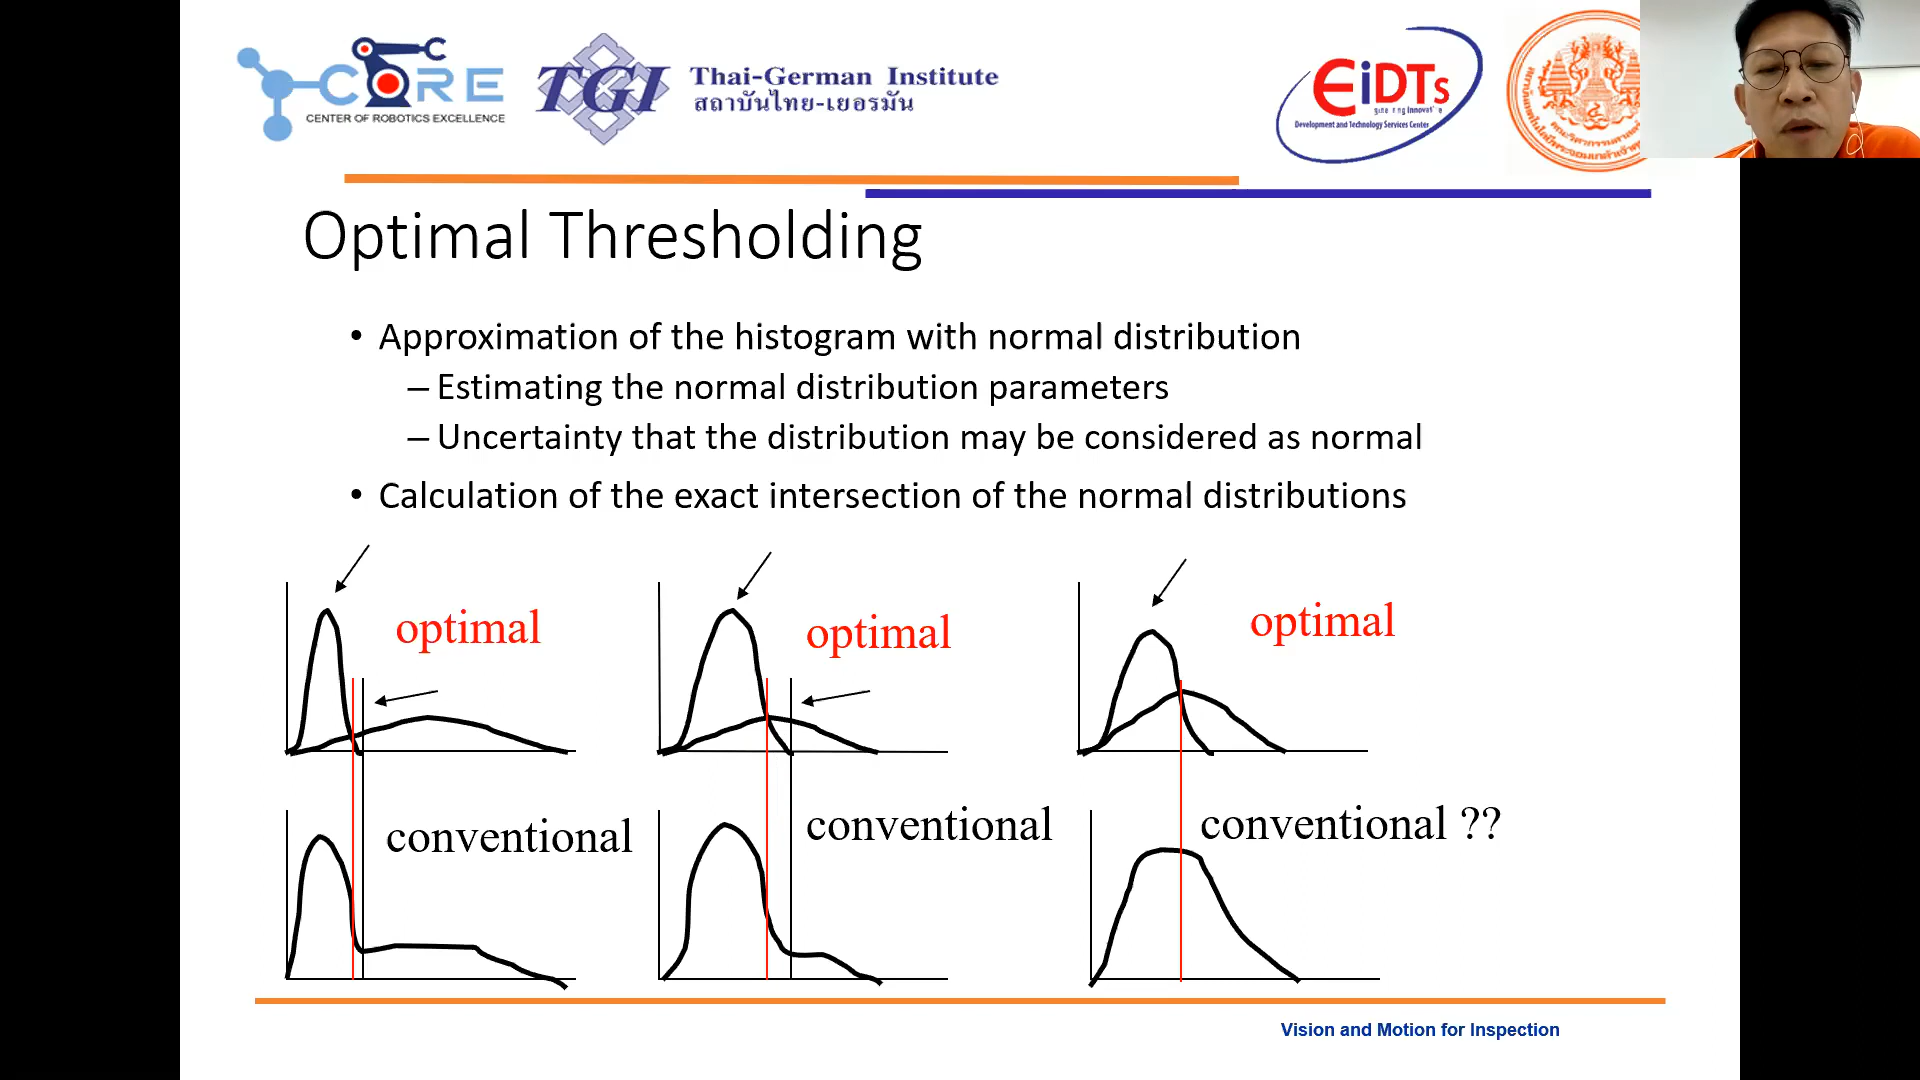 CORE
CENTER OF ROBOTICS EXCELLENCE
TGI
Thai-German Institute
สถาบันไทย-เยอรมัน
EiDTs
Development and Technology Services Center
Optimal Thresholding
• Approximation of the histogram with normal distribution
– Estimating the normal distribution parameters
– Uncertainty that the distribution may be considered as normal
• Calculation of the exact intersection of the normal distributions
optimal
optimal
optimal
conventional
conventional
conventional ??
Vision and Motion for Inspection